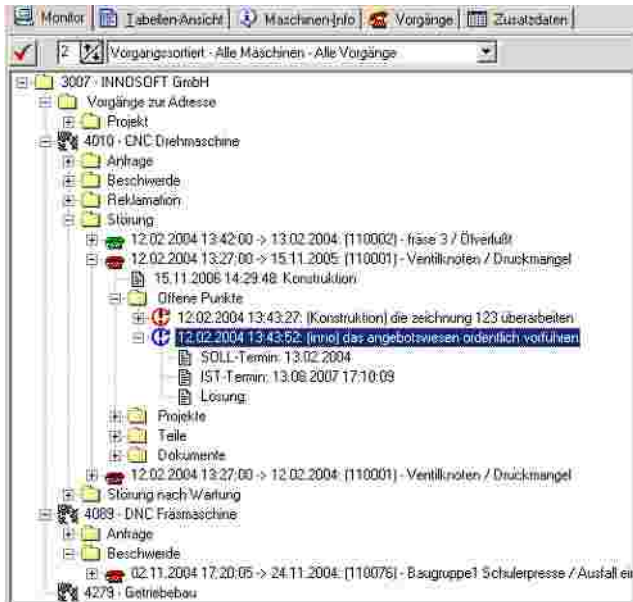 Monitor Tabellen-Ansicht Maschinen-Info Vorgänge Zusatzdaten
2 Vorgangssortiert - Alle Maschinen - Alle Vorgänge
3007 - INNOSOFT GmbH
Vorgänge zur Adresse
Projekt
4010 - CNC Drehmaschine
Anfrage
Beschwerde
Reklamation
Störung
12.02.2004 13:42:00 -> 13.02.2004: (110002) - fräse 3 / Ölverlußt
12.02.2004 13:27:00 -> 15.11.2005: (110001) - Ventilknoten / Druckmangel
15.11.2006 14:29:48: Konstruktion
Offene Punkte
12.02.2004 13:43:27: (Konstruktion) die zeichnung 123 überarbeiten
12.02.2004 13:43:52: (inno) das angebotswesen ordentlich vorführen
SOLL-Termin: 13.02.2004
IST-Termin: 13.08.2007 17:10:09
Lösung:
Projekte
Teile
Dokumente
12.02.2004 13:27:00 -> 12.02.2004: (110001) - Ventilknoten / Druckmangel
Störung nach Wartung
4089 - DNC Fräsmaschine
Anfrage
Beschwerde
02.11.2004 17:20:05 -> 24.11.2004: (110076) - Baugruppe1 Schulerpresse / Ausfall ei
4279 - Getriebebau